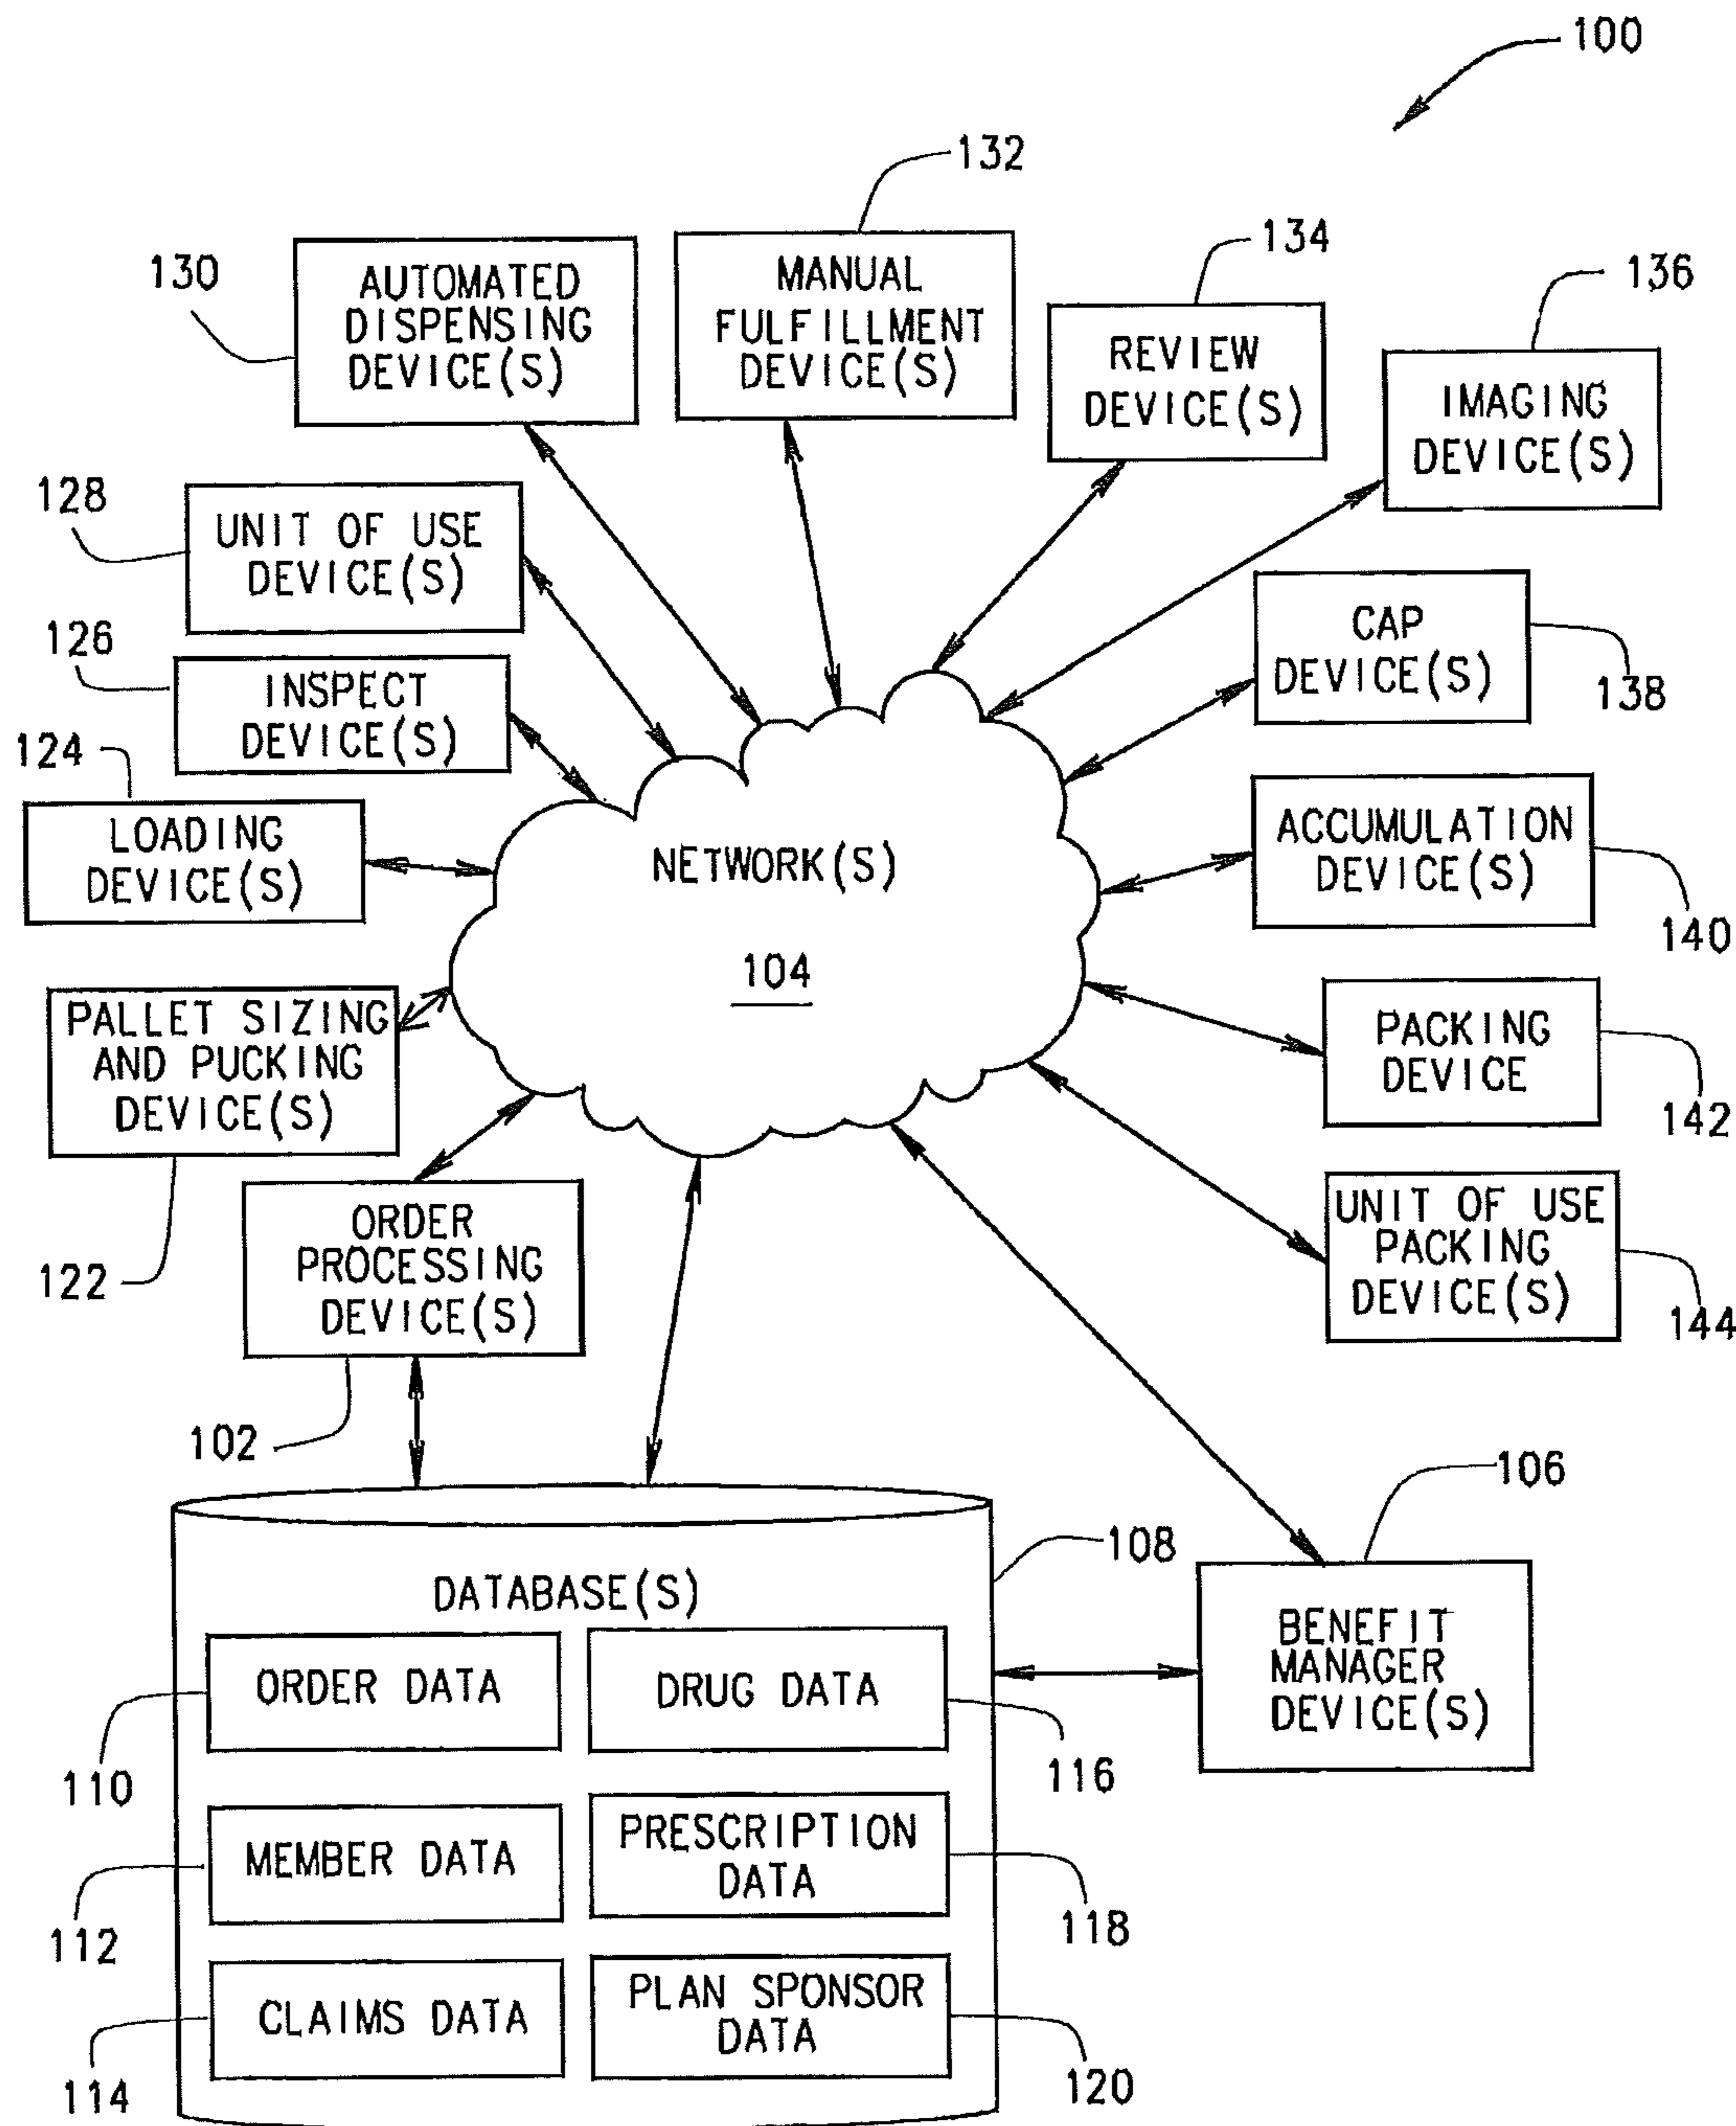 100
132
134
136
130
AUTOMATED
DISPENSING
DEVICE(S)
MANUAL
FULFILLMENT
DEVICE(S)
REVIEW
DEVICE(S)
IMAGING
DEVICE(S)
128
UNIT OF USE
DEVICE(S)
CAP
DEVICE(S)
138
126
INSPECT
DEVICE(S)
124
LOADING
DEVICE(S)
NETWORK(S)
104
ACCUMULATION
DEVICE(S)
140
PALLET SIZING
AND PUCKING
DEVICE(S)
122
PACKING
DEVICE
142
UNIT OF USE
PACKING
DEVICE(S)
144
ORDER
PROCESSING
DEVICE(S)
102
106
108
DATABASE(S)
BENEFIT
MANAGER
DEVICE(S)
ORDER DATA
110
DRUG DATA
116
MEMBER DATA
112
PRESCRIPTION
DATA
118
CLAIMS DATA
114
PLAN SPONSOR
DATA
120